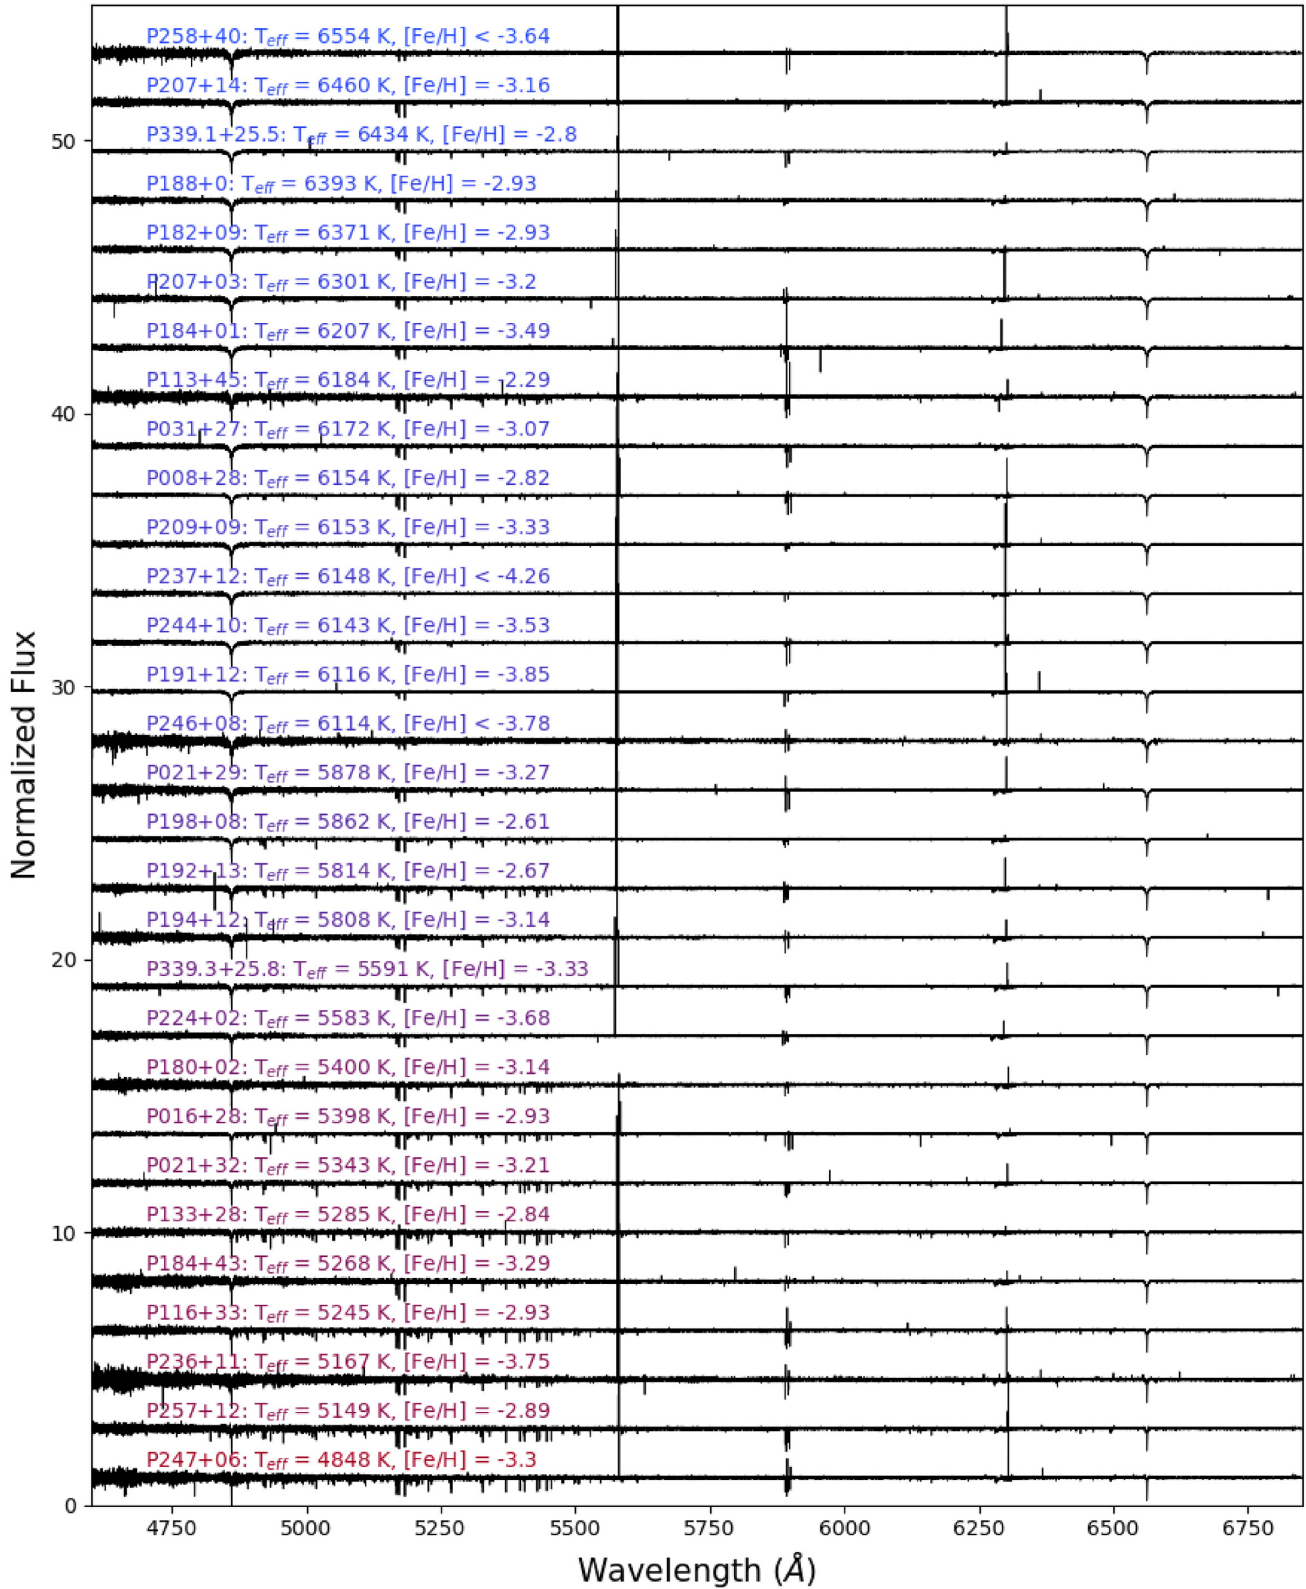 P258+40: Teff = 6554 K, [Fe/H] < -3.64
P207+14: Teff = 6460 K, [Fe/H] = -3.16
50
P339.1+25.5: Teff = 6434 K, [Fe/H] = -2.8
P188+0: Teff = 6393 K, [Fe/H] = -2.93
P182+09: Teff = 6371 K, [Fe/H] = -2.93
P207+03: Teff = 6301 K, [Fe/H] = -3.2
P184+01: Teff = 6207 K, [Fe/H] = -3.49
P113+45: Teff = 6184 K, [Fe/H] = -2.29
40
P031+27: Teff = 6172 K, [Fe/H] = -3.07
P008+28: Teff = 6154 K, [Fe/H] = -2.82
P209+09: Teff = 6153 K, [Fe/H] = -3.33
P237+12: Teff = 6148 K, [Fe/H] < -4.26
P244+10: Teff = 6143 K, [Fe/H] = -3.53
P191+12: Teff = 6116 K, [Fe/H] = -3.85
30
P246+08: Teff = 6114 K, [Fe/H] < -3.78
P021+29: Teff = 5878 K, [Fe/H] = -3.27
P198+08: Teff = 5862 K, [Fe/H] = -2.61
P192+13: Teff = 5814 K, [Fe/H] = -2.67
P194+12: Teff = 5808 K, [Fe/H] = -3.14
20
P339.3+25.8: Teff = 5591 K, [Fe/H] = -3.33
P224+02: Teff = 5583 K, [Fe/H] = -3.68
P180+02: Teff = 5400 K, [Fe/H] = -3.14
P016+28: Teff = 5398 K, [Fe/H] = -2.93
P021+32: Teff = 5343 K, [Fe/H] = -3.21
P133+28: Teff = 5285 K, [Fe/H] = -2.84
10
P184+43: Teff = 5268 K, [Fe/H] = -3.29
P116+33: Teff = 5245 K, [Fe/H] = -2.93
P236+11: Teff = 5167 K, [Fe/H] = -3.75
P257+12: Teff = 5149 K, [Fe/H] = -2.89
P247+06: Teff = 4848 K, [Fe/H] = -3.3
0
Normalized Flux
4750 5000 5250 5500 5750 6000 6250 6500 6750
Wavelength (Å)